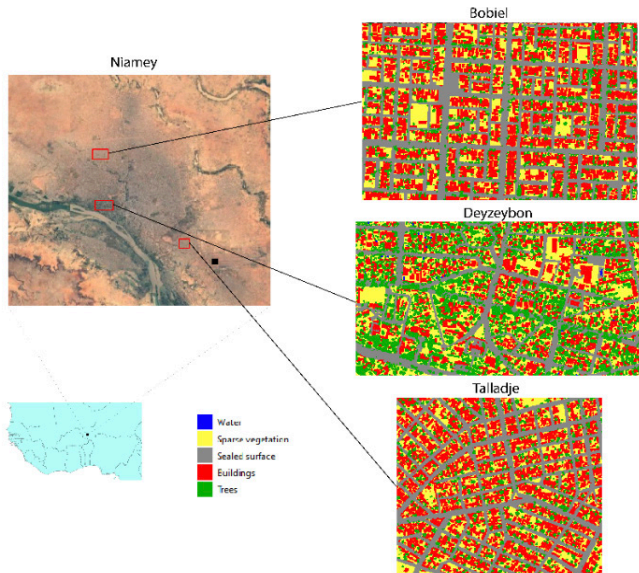 Bobiel
Niamey
Deyzeybon
Talladje
Water
Sparse vegetation
Sealed surface
Buildings
Trees